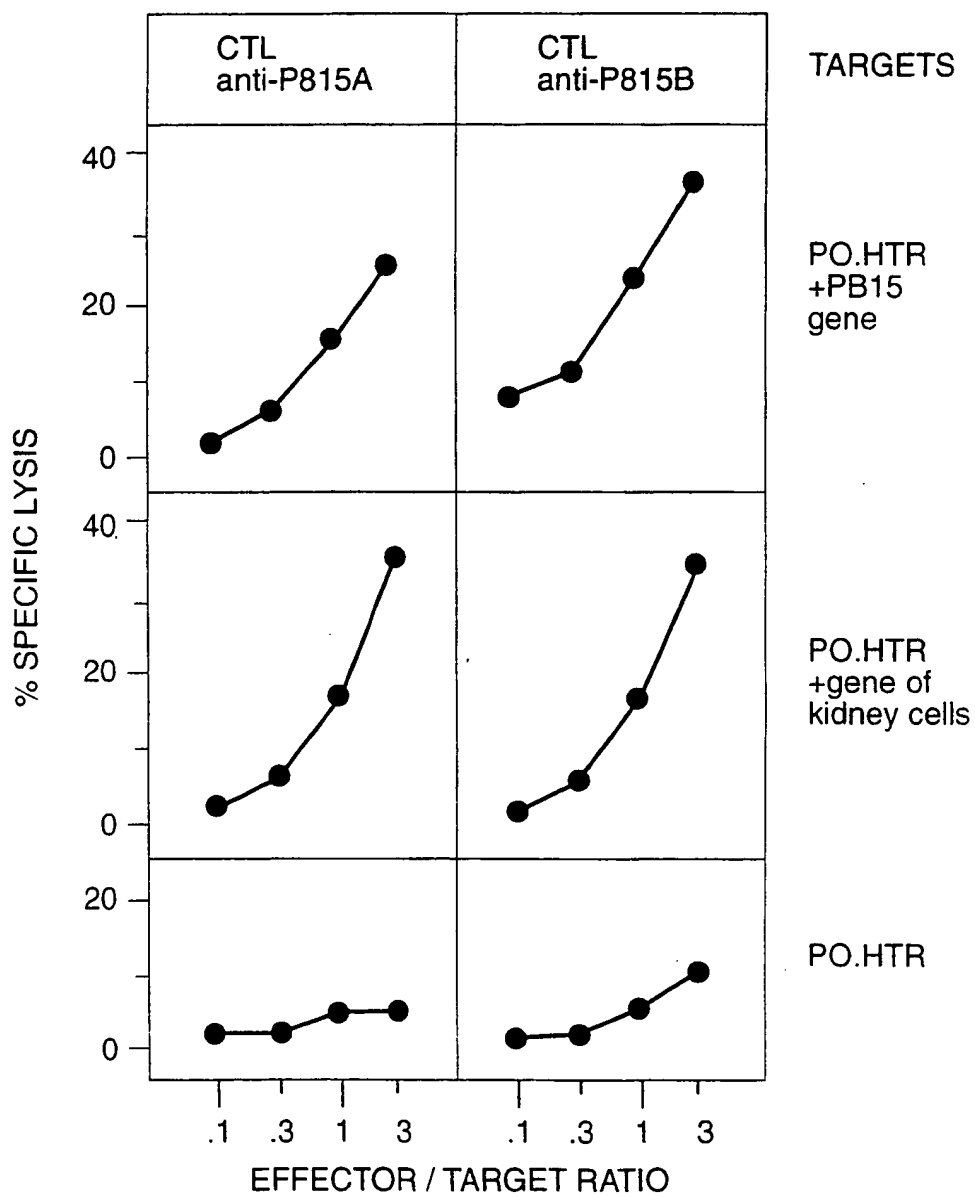 CTL
anti-P815A
CTL
anti-P815B
TARGETS
% SPECIFIC LYSIS
40
20
0
PO.HTR
+PB15
gene
40
20
0
PO.HTR
+gene of
kidney cells
20
0
PO.HTR
.1 .3 1 3 .1 .3 1 3
EFFECTOR / TARGET RATIO